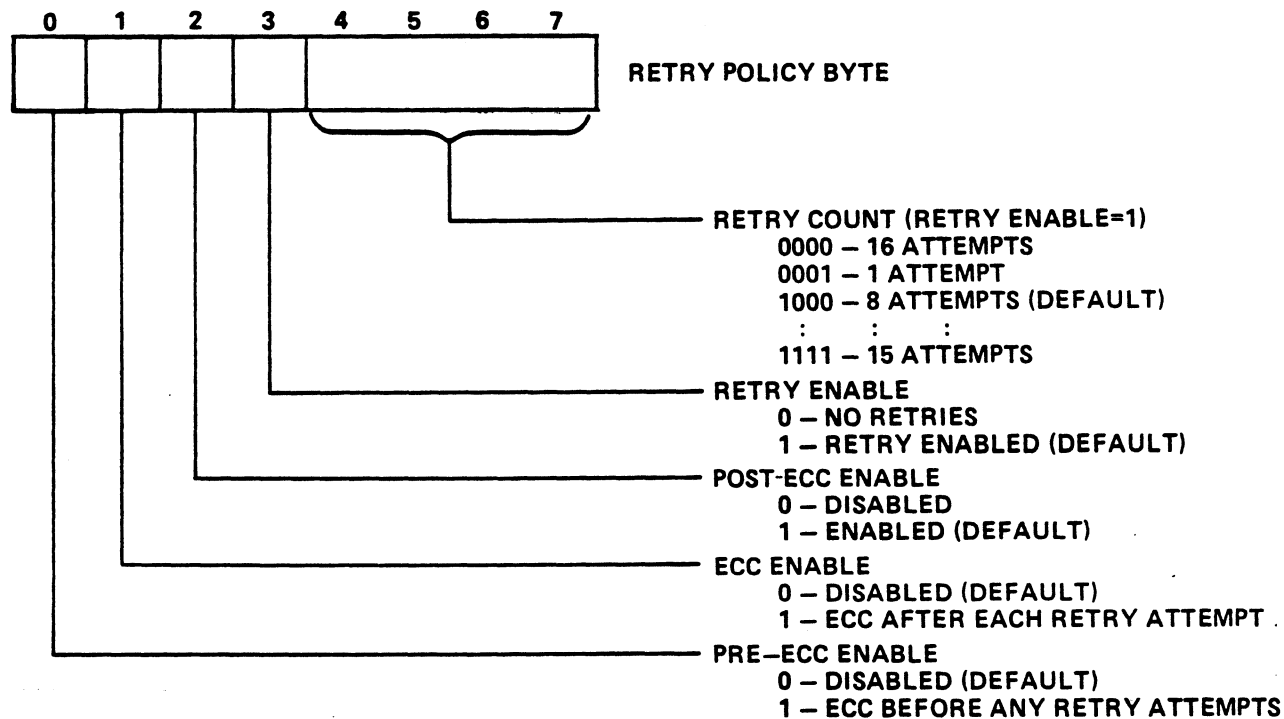 0 1 2 3 4 5 6 7
RETRY POLICY BYTE
RETRY COUNT (RETRY ENABLE=1)
0000 – 16 ATTEMPTS
0001 – 1 ATTEMPT
1000 – 8 ATTEMPTS (DEFAULT)
: : :
1111 – 15 ATTEMPTS
RETRY ENABLE
0 – NO RETRIES
1 – RETRY ENABLED (DEFAULT)
POST-ECC ENABLE
0 – DISABLED
1 – ENABLED (DEFAULT)
ECC ENABLE
0 – DISABLED (DEFAULT)
1 – ECC AFTER EACH RETRY ATTEMPT
PRE–ECC ENABLE
0 – DISABLED (DEFAULT)
1 – ECC BEFORE ANY RETRY ATTEMPTS